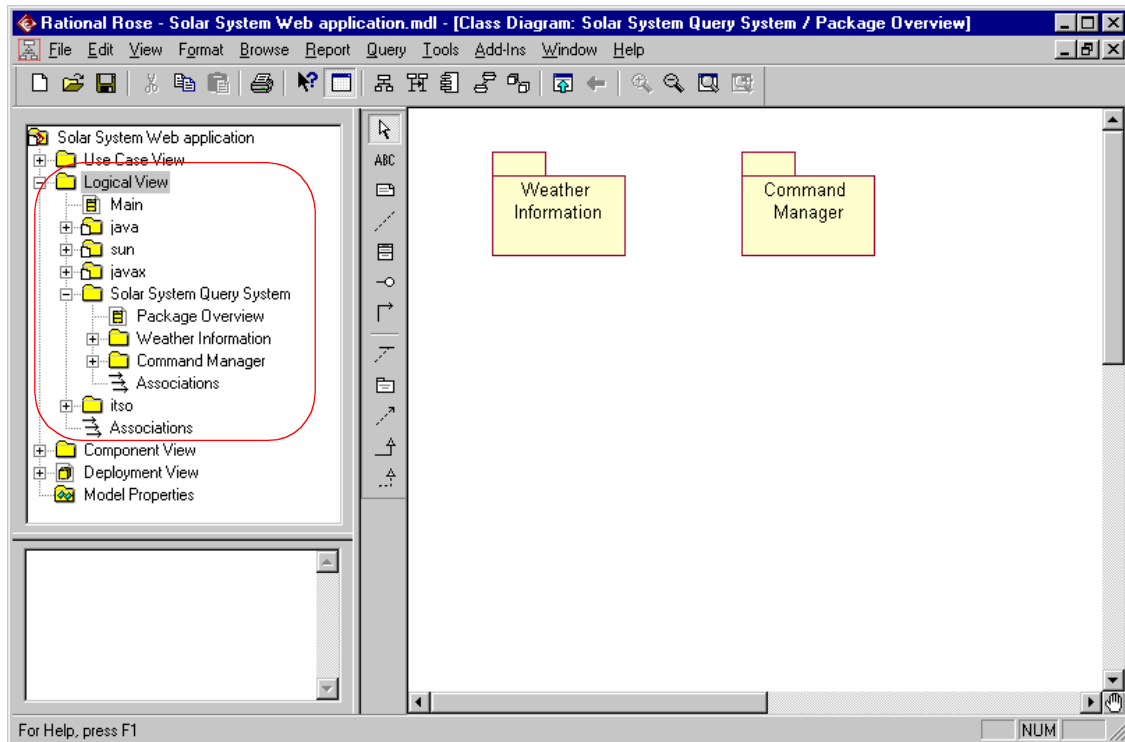 Rational Rose - Solar System Web application.mdl - [Class Diagram: Solar System Query System / Package Overview]
File Edit View Format Browse Report Query Tools Add-Ins Window Help
Solar System Web application
Use Case View
Logical View
Main
java
sun
javax
Solar System Query System
Package Overview
Weather Information
Command Manager
Associations
itso
Associations
Component View
Deployment View
Model Properties
ABC
Weather
Information
Command
Manager
For Help, press F1
NUM